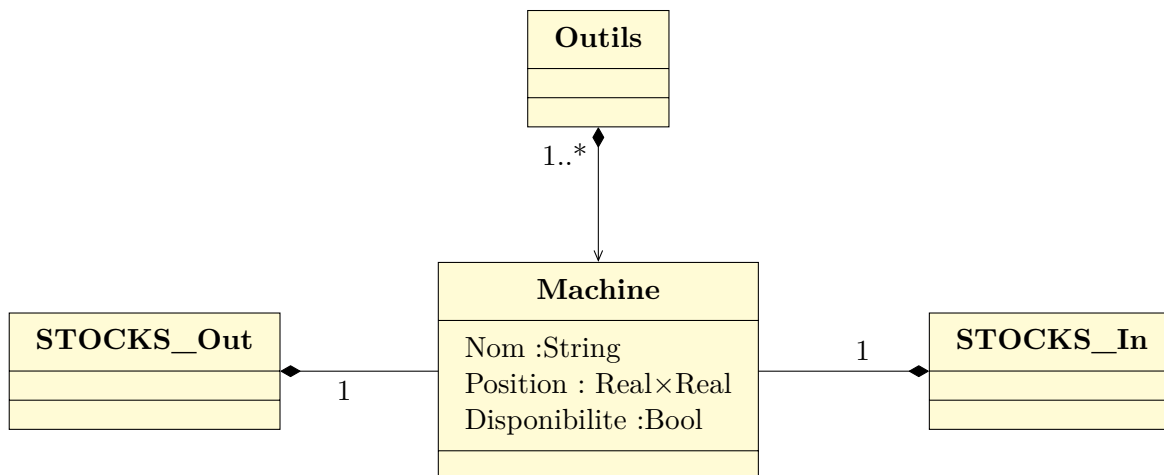 Outils
1..*
Machine
Nom :String
Position : Real×Real
Disponibilite :Bool
STOCKS_Out
1
1
STOCKS_In